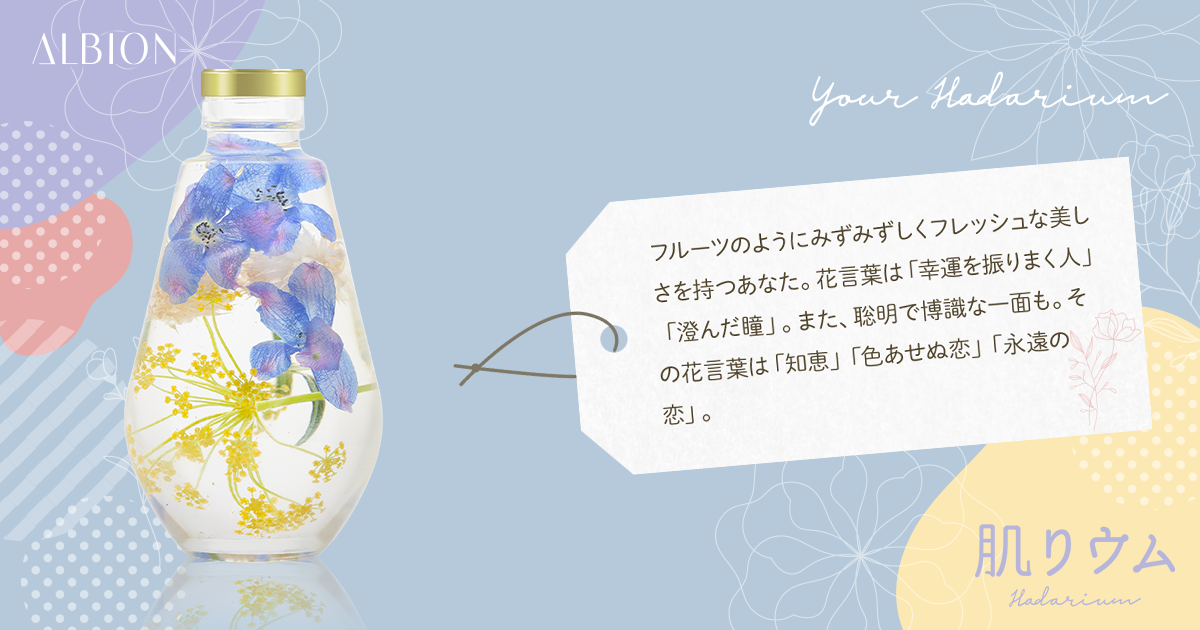 ALBION
Your Hadarium
フルーツのようにみずみずしくフレッシュな美し
さを持つあなた。花言葉は「幸運を振りまく人」
「澄んだ瞳」。また、聡明で博識な一面も。そ
の花言葉は「知恵」「色あせぬ恋」「永遠の
恋」。
肌りウム
Hadarium